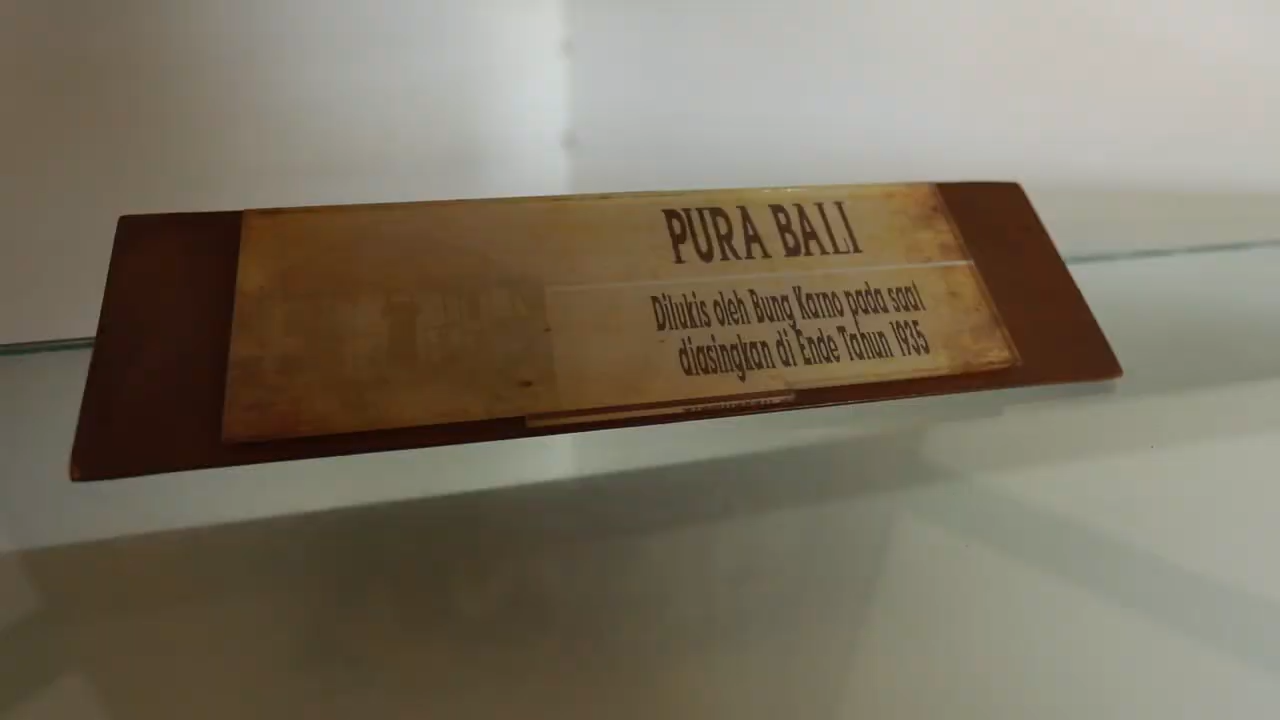 PURA BALI
Dilukis oleh Bung Karno pada saat
diasingkan di Ende Tahun 1935